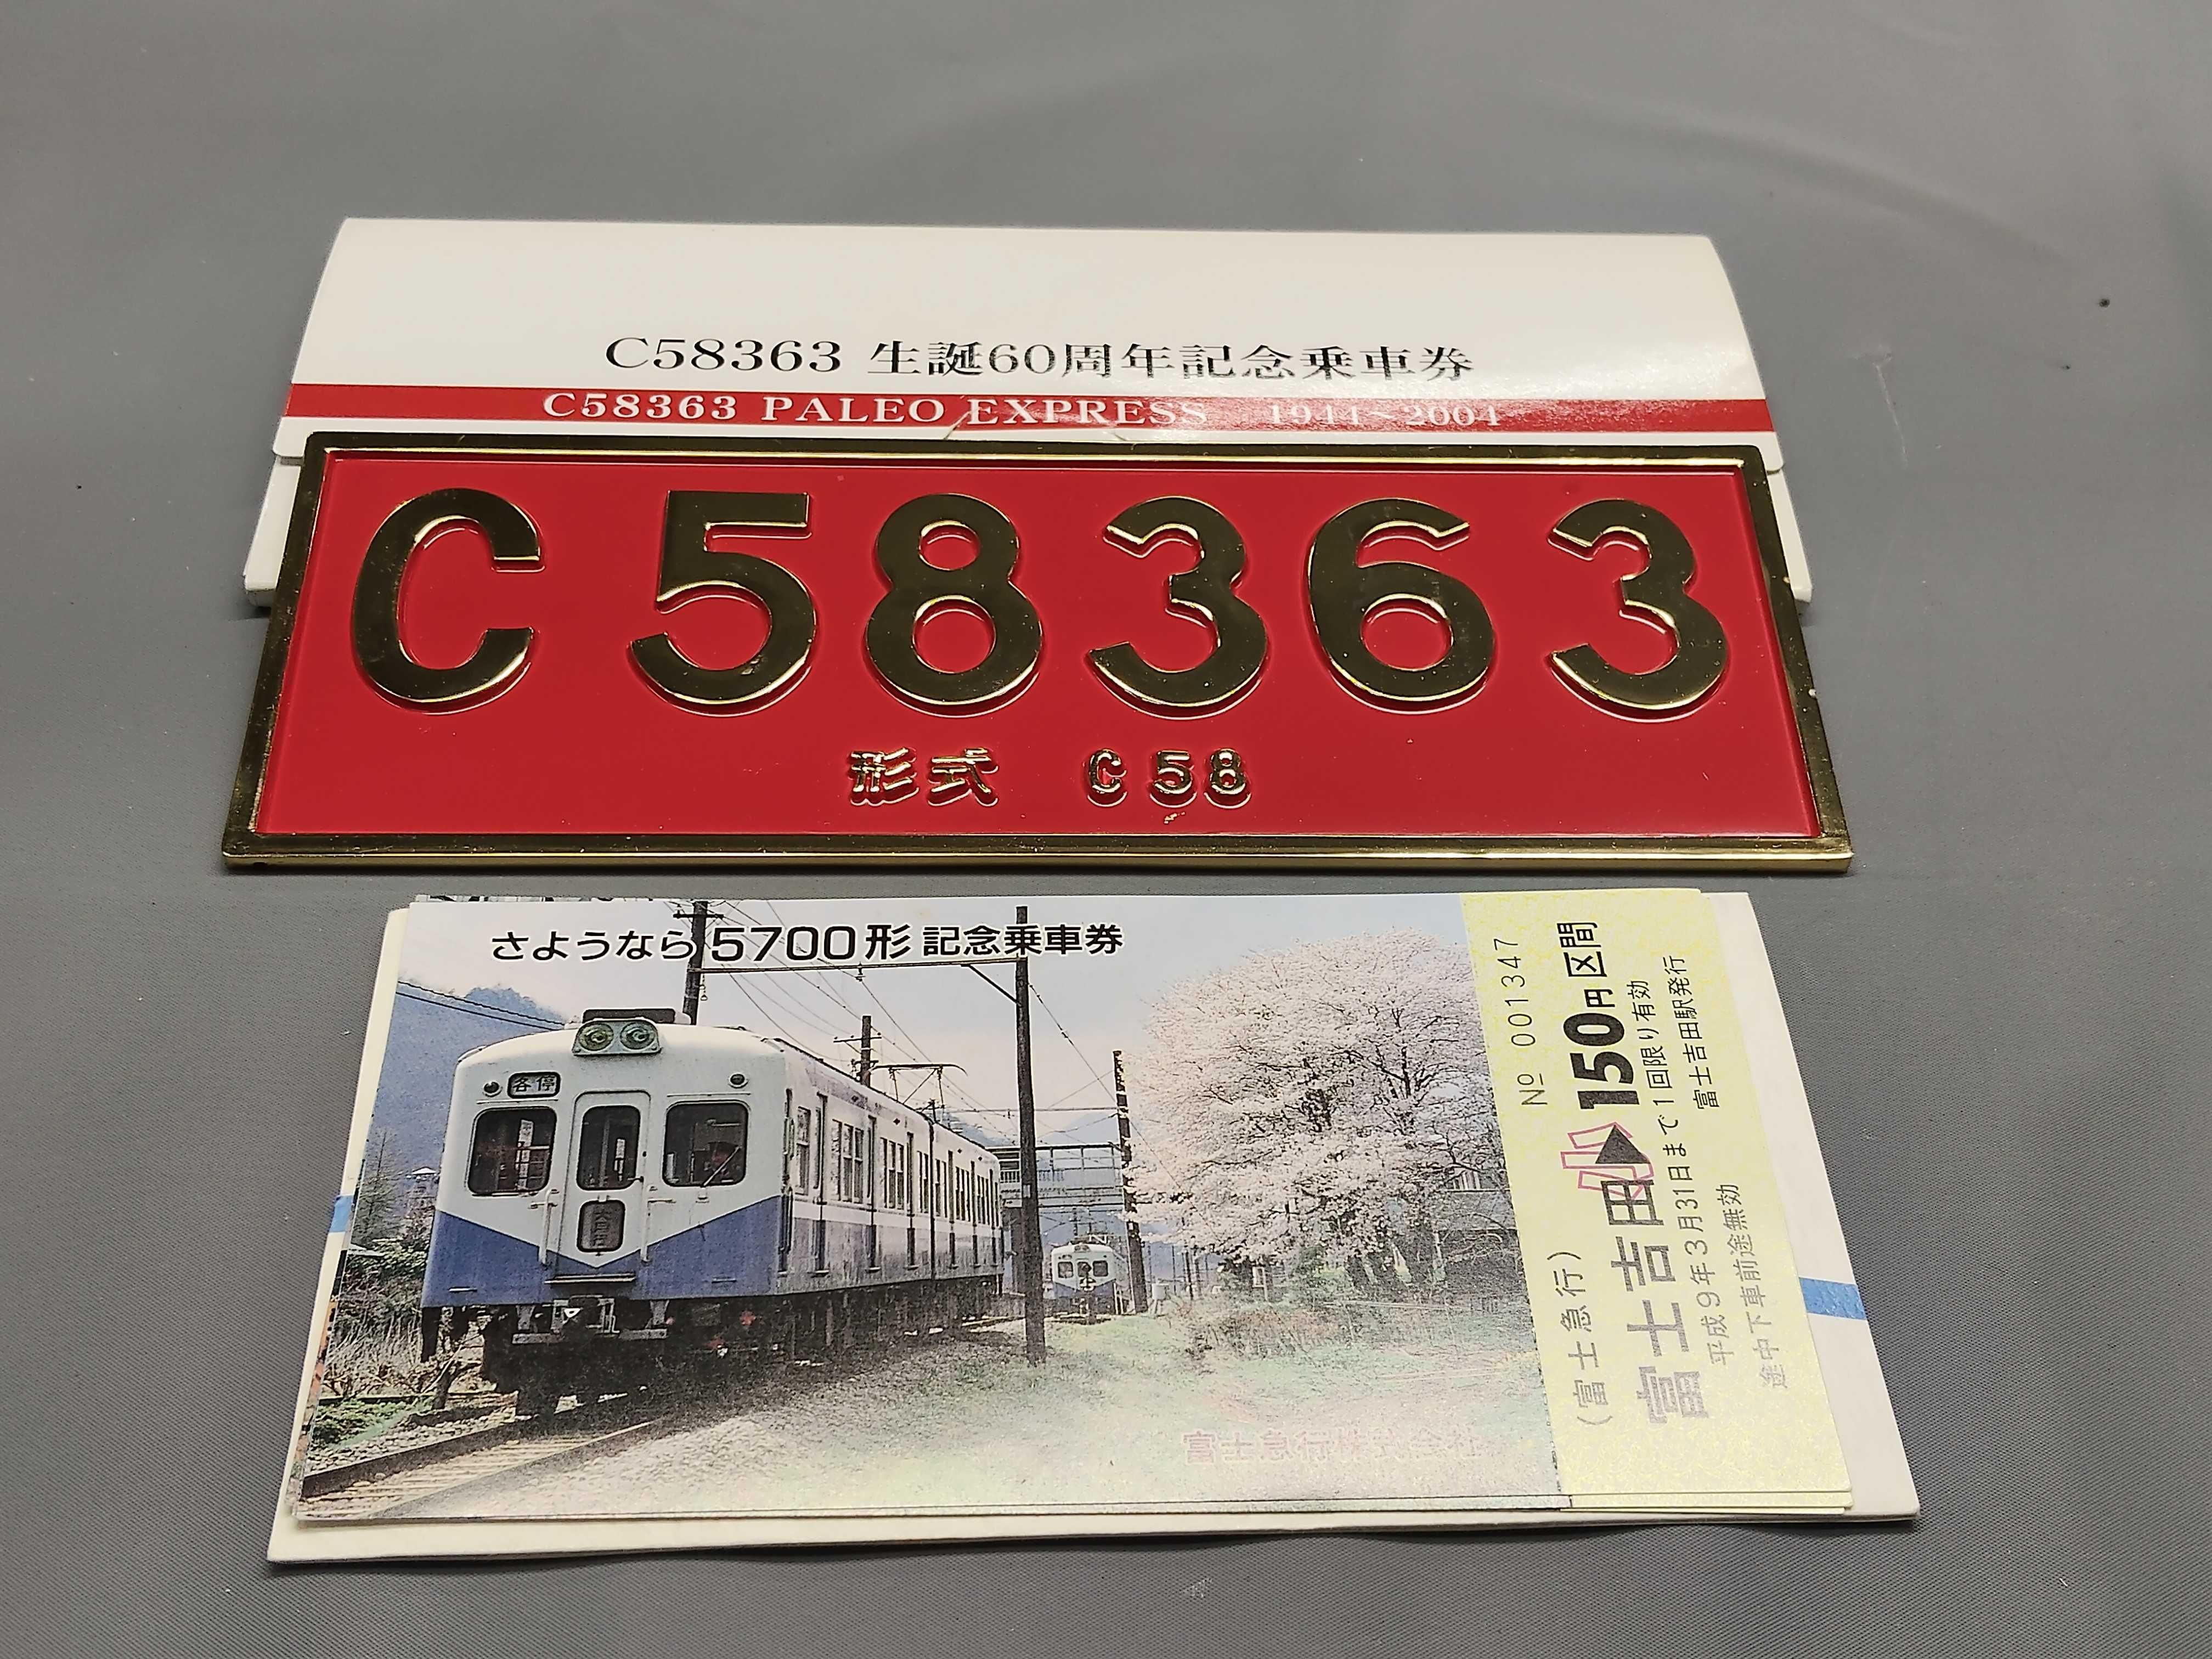 C58363 生誕60周年記念乗車券
C58363 PALEO EXPRESS 1944~2004
C58363
形式 C58
さようなら5700形 記念乗車券
各停
富士急行株式会社
№ 001347
(富士急行)
富士吉田▶150円区間
平成9年3月31日まで1回限り有効
途中下車前途無効
富士吉田駅発行